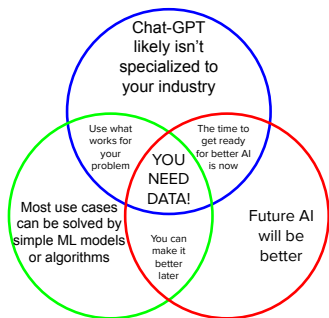 Chat-GPT
likely isn't
specialized to
your industry
Use what
works for
your
problem
The time to
get ready
for better AI
is now
YOU
NEED
DATA!
Most use cases
can be solved by
simple ML models
or algorithms
You can
make it
better
later
Future AI
will be
better